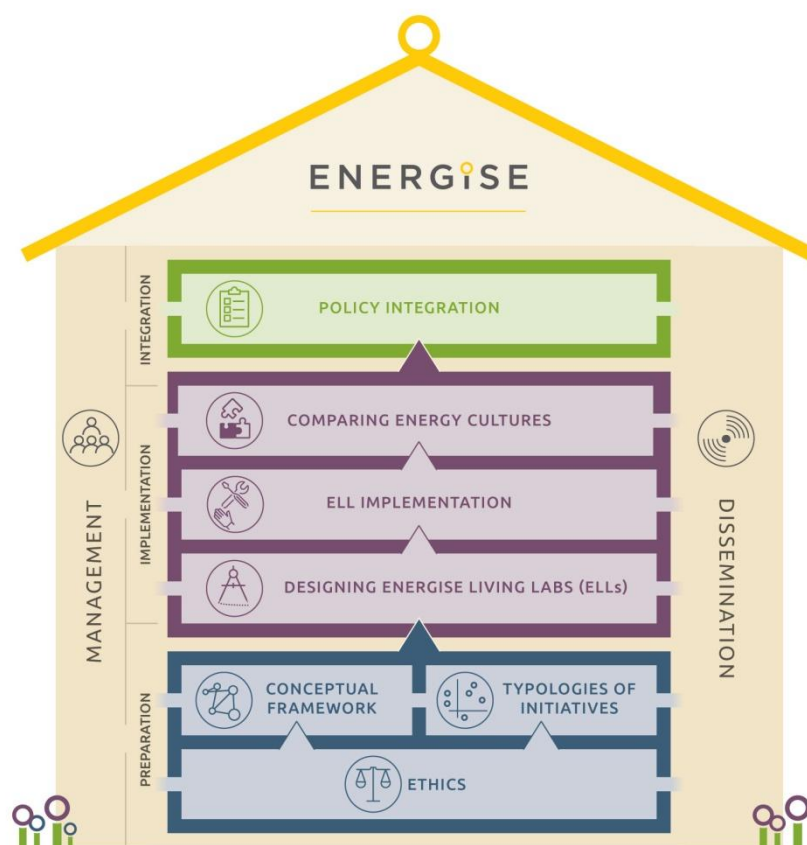 ENERGISE
INTEGRATION
POLICY INTEGRATION
IMPLEMENTATION
COMPARING ENERGY CULTURES
ELL IMPLEMENTATION
DESIGNING ENERGISE LIVING LABS (ELLs)
MANAGEMENT
DISSEMINATION
PREPARATION
CONCEPTUAL
FRAMEWORK
TYPOLOGIES OF
INITIATIVES
ETHICS